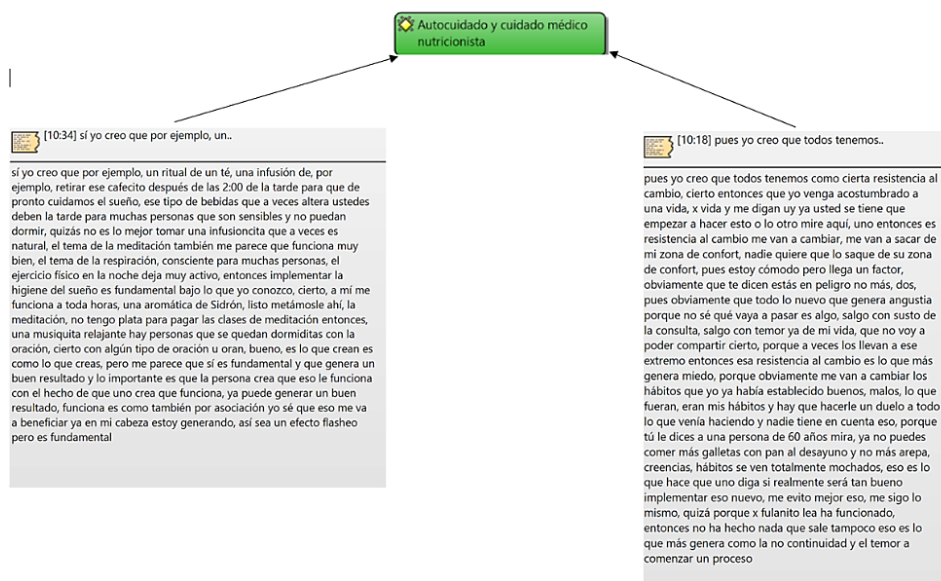 Autocuidado y cuidado médico
nutricionista
[10:34] sí yo creo que por ejemplo, un..
sí yo creo que por ejemplo, un ritual de un té, una infusión de, por
ejemplo, retirar ese cafecito después de las 2:00 de la tarde para que de
pronto cuidamos el sueño, ese tipo de bebidas que a veces altera ustedes
deben la tarde para muchas personas que son sensibles y no puedan
dormir, quizás no es lo mejor tomar una infusioncita que a veces es
natural, el tema de la meditación también me parece que funciona muy
bien, el tema de la respiración, consciente para muchas personas, el
ejercicio físico en la noche deja muy activo, entonces implementar la
higiene del sueño es fundamental bajo lo que yo conozco, cierto, a mí me
funciona a toda horas, una aromática de Sidrón, listo metámosle ahí, la
meditación, no tengo plata para pagar las clases de meditación entonces,
una musiquita relajante hay personas que se quedan dormiditas con la
oración, cierto con algún tipo de oración u oran, bueno, es lo que crean es
como lo que creas, pero me parece que sí es fundamental y que genera un
buen resultado y lo importante es que la persona crea que eso le funciona
con el hecho de que uno crea que funciona, ya puede generar un buen
resultado, funciona es como también por asociación yo sé que eso me va
a beneficiar ya en mi cabeza estoy generando, así sea un efecto flasheo
pero es fundamental
[10:18] pues yo creo que todos tenemos..
pues yo creo que todos tenemos como cierta resistencia al
cambio, cierto entonces que yo venga acostumbrado a
una vida, x vida y me digan uy ya usted se tiene que
empezar a hacer esto o lo otro mire aquí, uno entonces es
resistencia al cambio me van a cambiar, me van a sacar de
mi zona de confort, nadie quiere que lo saque de su zona
de confort, pues estoy cómodo pero llega un factor,
obviamente que te dicen estás en peligro no más, dos,
pues obviamente que todo lo nuevo que genera angustia
porque no sé qué vaya a pasar es algo, salgo con susto de
la consulta, salgo con temor ya de mi vida, que no voy a
poder compartir cierto, porque a veces los llevan a ese
extremo entonces esa resistencia al cambio es lo que más
genera miedo, porque obviamente me van a cambiar los
hábitos que yo ya había establecido buenos, malos, lo que
fueran, eran mis hábitos y hay que hacerle un duelo a todo
lo que venía haciendo y nadie tiene en cuenta eso, porque
tú le dices a una persona de 60 años mira, ya no puedes
comer más galletas con pan al desayuno y no más arepa,
creencias, hábitos se ven totalmente mochados, eso es lo
que hace que uno diga si realmente será tan bueno
implementar eso nuevo, me evito mejor eso, me sigo lo
mismo, quizá porque x fulanito lea ha funcionado,
entonces no ha hecho nada que sale tampoco eso es lo
que más genera como la no continuidad y el temor a
comenzar un proceso